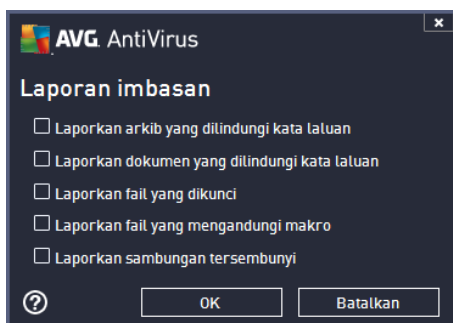 AVG AntiVirus
Laporan imbasan
Laporkan arkib yang dilindungi kata laluan
Laporkan dokumen yang dilindungi kata laluan
Laporkan fail yang dikunci
Laporkan fail yang mengandungi makro
Laporkan sambungan tersembunyi
? OK Batalkan